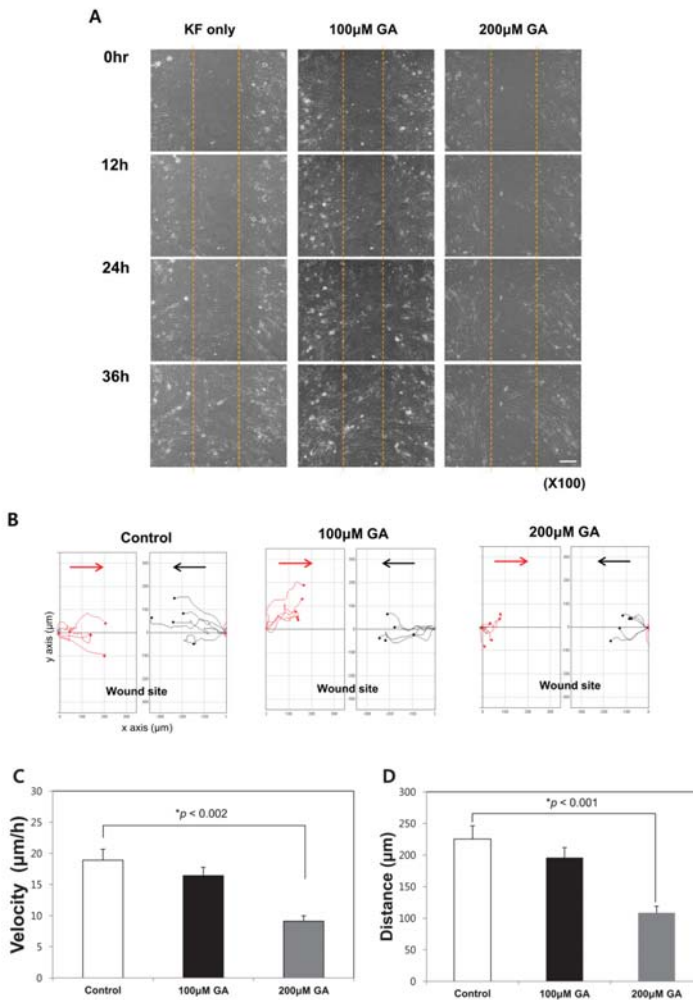 A
KF only 100µM GA 200µM GA
0hr
12h
24h
36h
(X100)
B
Control 100µM GA 200µM GA
y axis (µm)
Wound site Wound site Wound site
x axis (µm)
C
Velocity (µm/h)
30
25
20
15
10
5
0
*p < 0.002
Control 100µM GA 200µM GA
D
Distance (µm)
300
250
200
150
100
50
0
*p < 0.001
Control 100µM GA 200µM GA